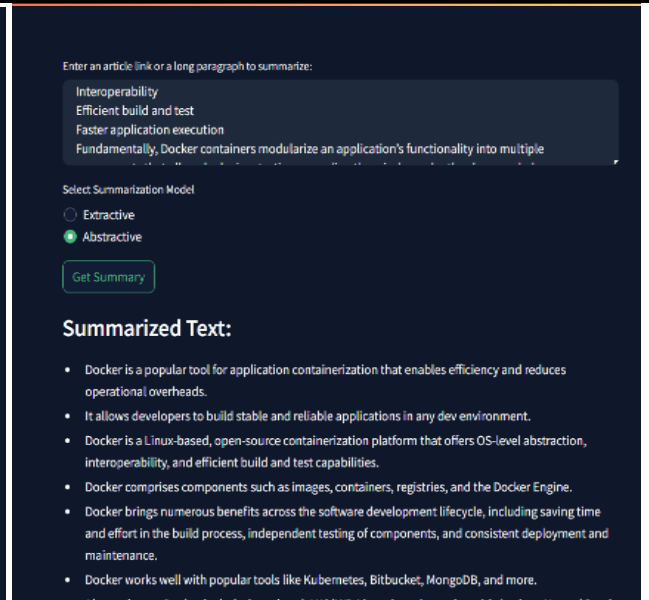 Enter an article link or a long paragraph to summarize:
Interoperability
Efficient build and test
Faster application execution
Fundamentally, Docker containers modularize an application's functionality into multiple
Select Summarization Model
Extractive
Abstractive
Get Summary
Summarized Text:
• Docker is a popular tool for application containerization that enables efficiency and reduces
operational overheads.
• It allows developers to build stable and reliable applications in any dev environment.
• Docker is a Linux-based, open-source containerization platform that offers OS-level abstraction,
interoperability, and efficient build and test capabilities.
• Docker comprises components such as images, containers, registries, and the Docker Engine.
• Docker brings numerous benefits across the software development lifecycle, including saving time
and effort in the build process, independent testing of components, and consistent deployment and
maintenance.
• Docker works well with popular tools like Kubernetes, Bitbucket, MongoDB, and more.